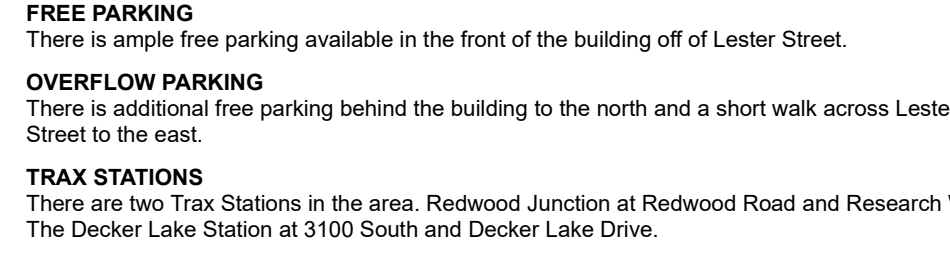 FREE PARKING
There is ample free parking available in the front of the building off of Lester Street.
OVERFLOW PARKING
There is additional free parking behind the building to the north and a short walk across Leste
Street to the east.
TRAX STATIONS
There are two Trax Stations in the area. Redwood Junction at Redwood Road and Research
The Decker Lake Station at 3100 South and Decker Lake Drive.